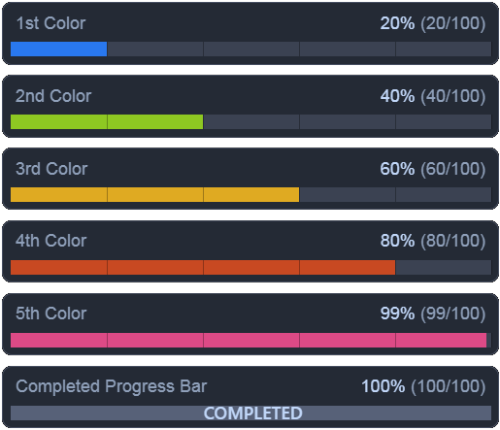 1st Color 20% (20/100)
2nd Color 40% (40/100)
3rd Color 60% (60/100)
4th Color 80% (80/100)
5th Color 99% (99/100)
Completed Progress Bar 100% (100/100)
COMPLETED